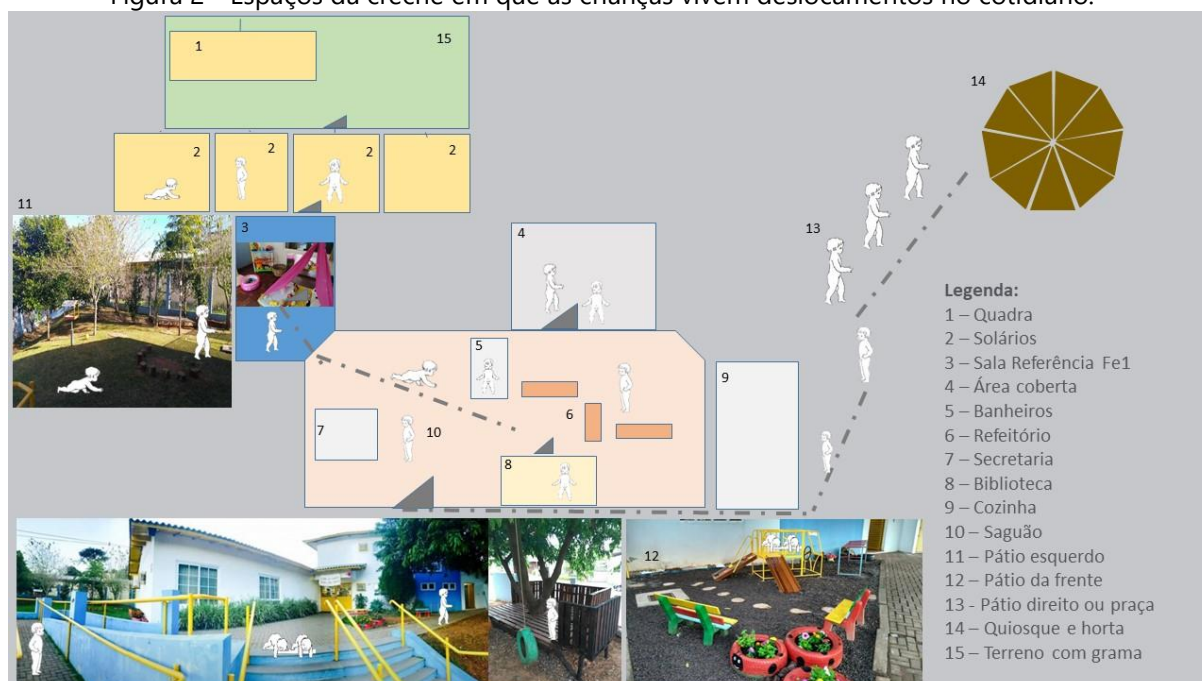 Figura 2 – Espaços da creche em que as crianças vivem deslocamentos no cotidiano.
1
15
14
2
2
2
2
11
3
4
13
5
9
6
7
10
8
12
Legenda:
1 – Quadra
2 – Solários
3 – Sala Referência Fe1
4 – Área coberta
5 – Banheiros
6 – Refeitório
7 – Secretaria
8 – Biblioteca
9 – Cozinha
10 – Saguão
11 – Pátio esquerdo
12 – Pátio da frente
13 - Pátio direito ou praça
14 – Quiosque e horta
15 – Terreno com grama